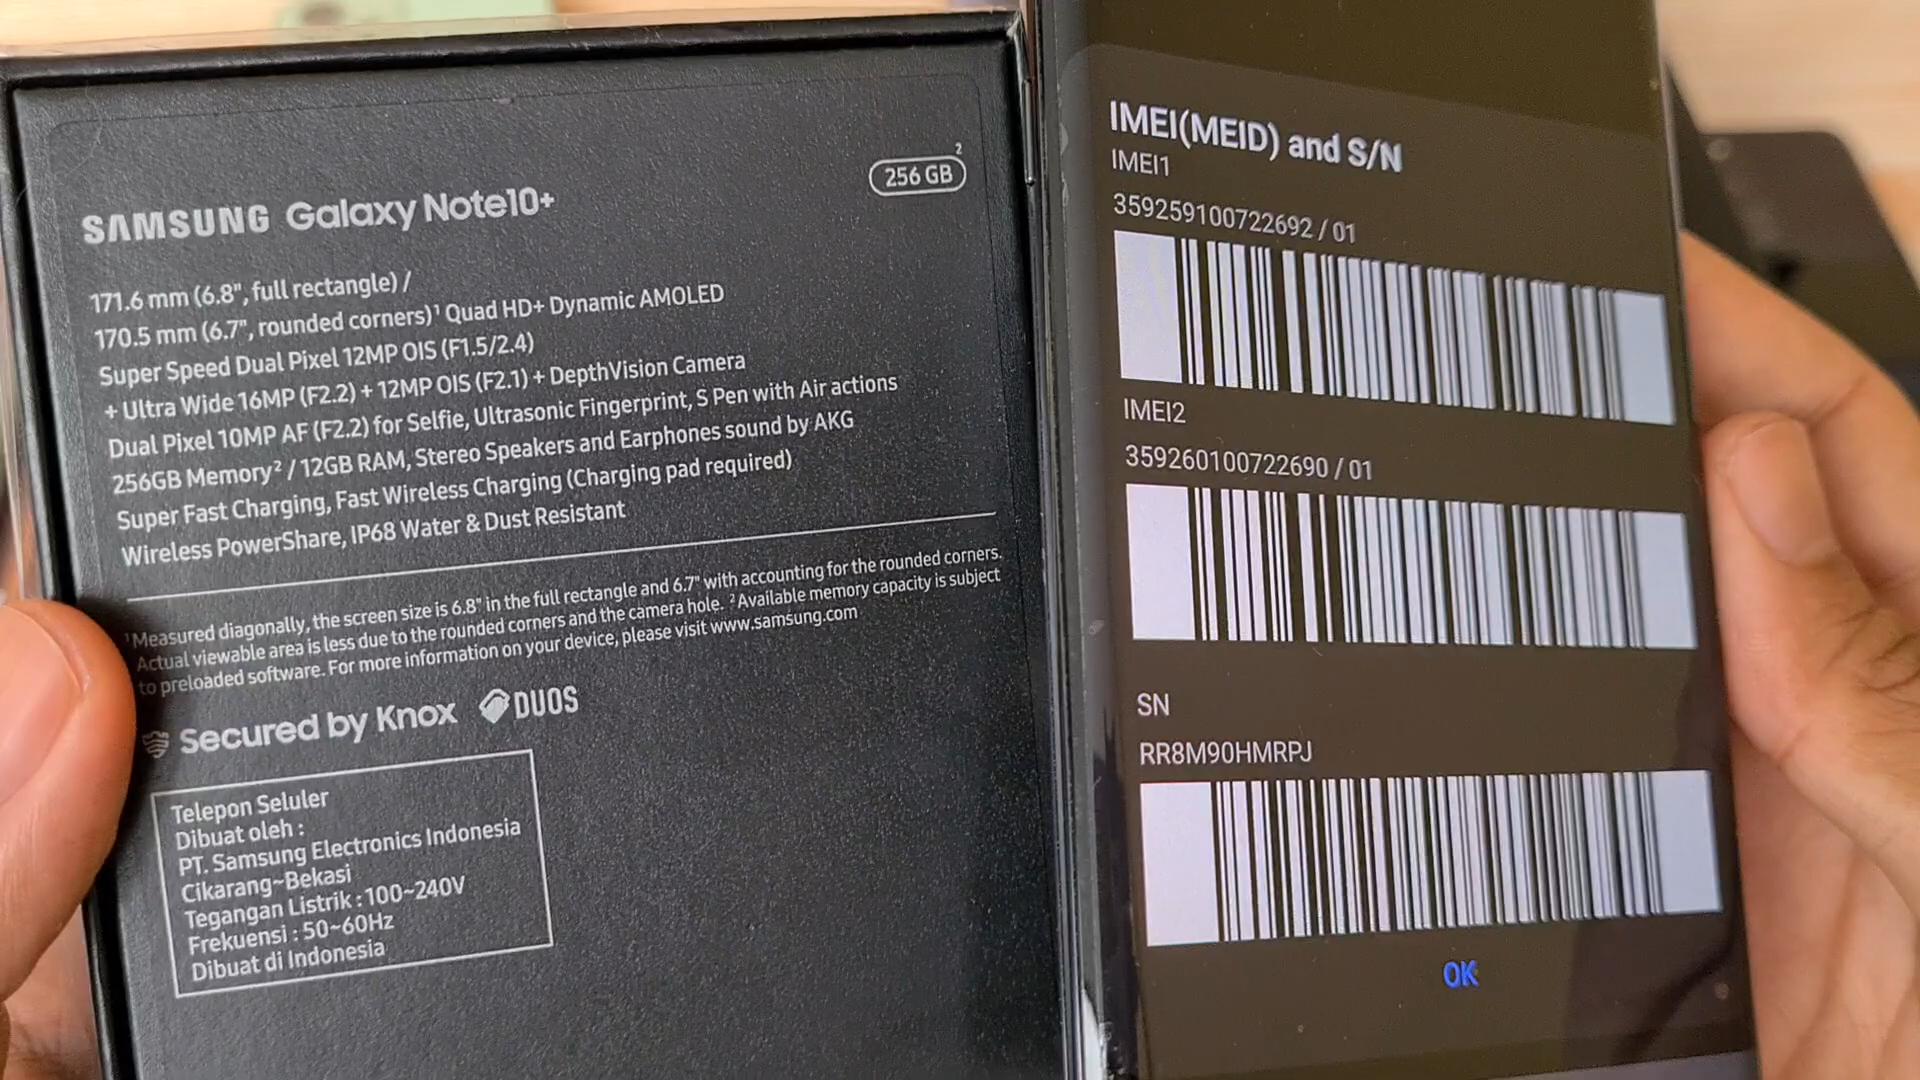 SAMSUNG Galaxy Note10+
256 GB ²
171.6 mm (6.8", full rectangle) /
170.5 mm (6.7", rounded corners)¹ Quad HD+ Dynamic AMOLED
Super Speed Dual Pixel 12MP OIS (F1.5/2.4)
+ Ultra Wide 16MP (F2.2) + 12MP OIS (F2.1) + DepthVision Camera
Dual Pixel 10MP AF (F2.2) for Selfie, Ultrasonic Fingerprint, S Pen with Air actions
256GB Memory² / 12GB RAM, Stereo Speakers and Earphones sound by AKG
Super Fast Charging, Fast Wireless Charging (Charging pad required)
Wireless PowerShare, IP68 Water & Dust Resistant
¹Measured diagonally, the screen size is 6.8" in the full rectangle and 6.7" with accounting for the rounded corners.
Actual viewable area is less due to the rounded corners and the camera hole. ²Available memory capacity is subject
to preloaded software. For more information on your device, please visit www.samsung.com
Secured by Knox DUOS
Telepon Seluler
Dibuat oleh :
PT. Samsung Electronics Indonesia
Cikarang~Bekasi
Tegangan Listrik : 100~240V
Frekuensi : 50~60Hz
Dibuat di Indonesia
IMEI(MEID) and S/N
IMEI1
359259100722692 / 01
IMEI2
359260100722690 / 01
SN
RR8M90HMRPJ
OK